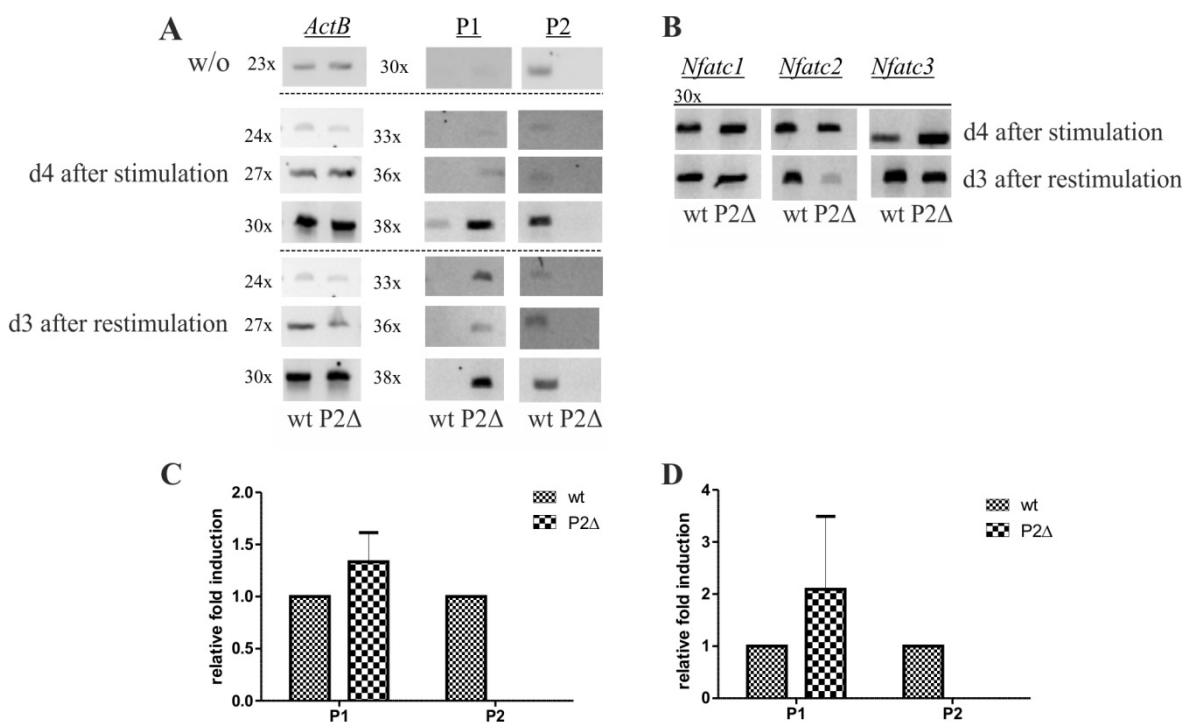 A
ActB P1 P2
w/o 23x 30x
24x 33x
d4 after stimulation 27x 36x
30x 38x
24x 33x
d3 after restimulation 27x 36x
30x 38x
wt P2Δ wt P2Δ wt P2Δ
B
Nfatc1 Nfatc2 Nfatc3
30x
d4 after stimulation
d3 after restimulation
wt P2Δ wt P2Δ wt P2Δ
C
relative fold induction
2.0
1.5
1.0
0.5
0.0
P1 P2
wt
P2Δ
D
relative fold induction
4
3
2
1
0
P1 P2
wt
P2Δ